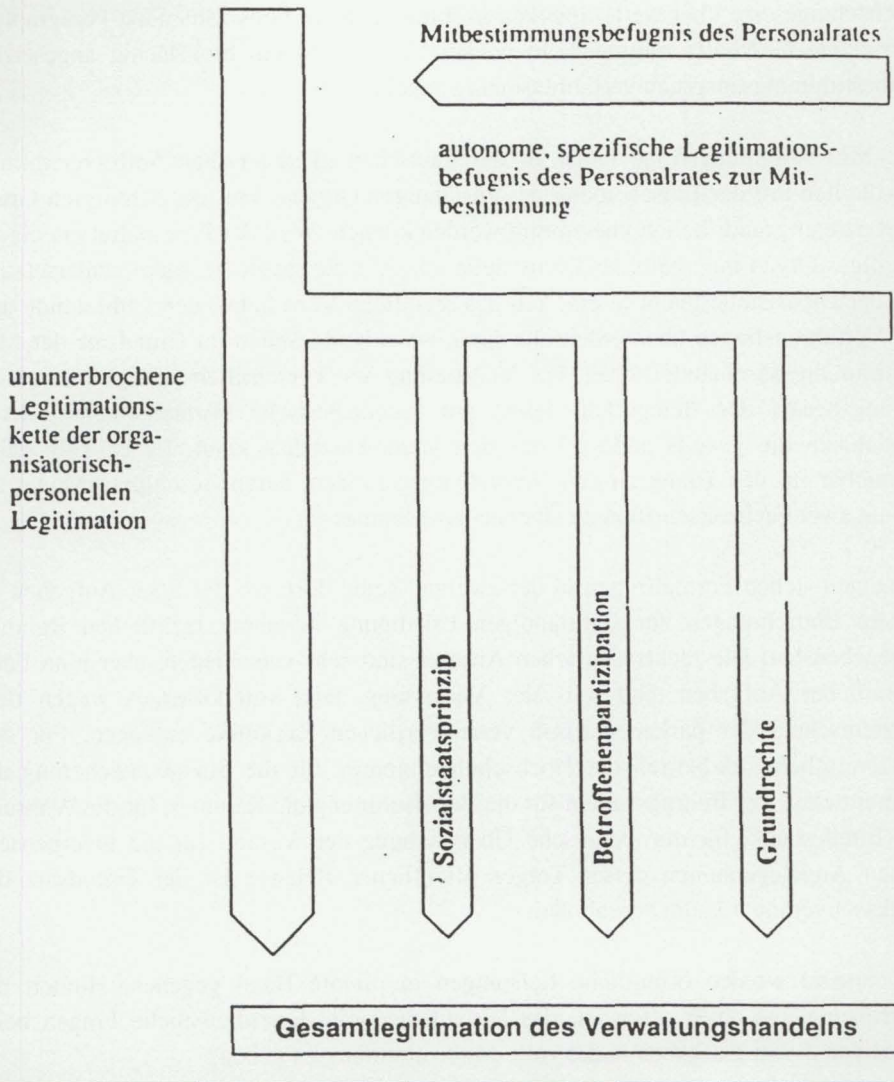 Mitbestimmungsbefugnis des Personalrates
autonome, spezifische Legitimations-
befugnis des Personalrates zur Mit-
bestimmung
ununterbrochene
Legitimations-
kette der orga-
nisatorisch-
personellen
Legitimation
Sozialstaatsprinzip
Betroffenenpartizipation
Grundrechte
Gesamtlegitimation des Verwaltungshandelns